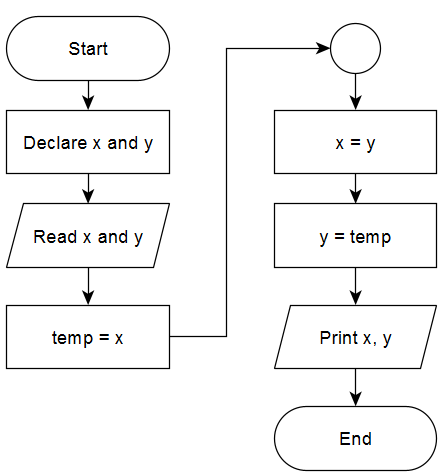 Start
Declare x and y
Read x and y
temp = x
x = y
y = temp
Print x, y
End